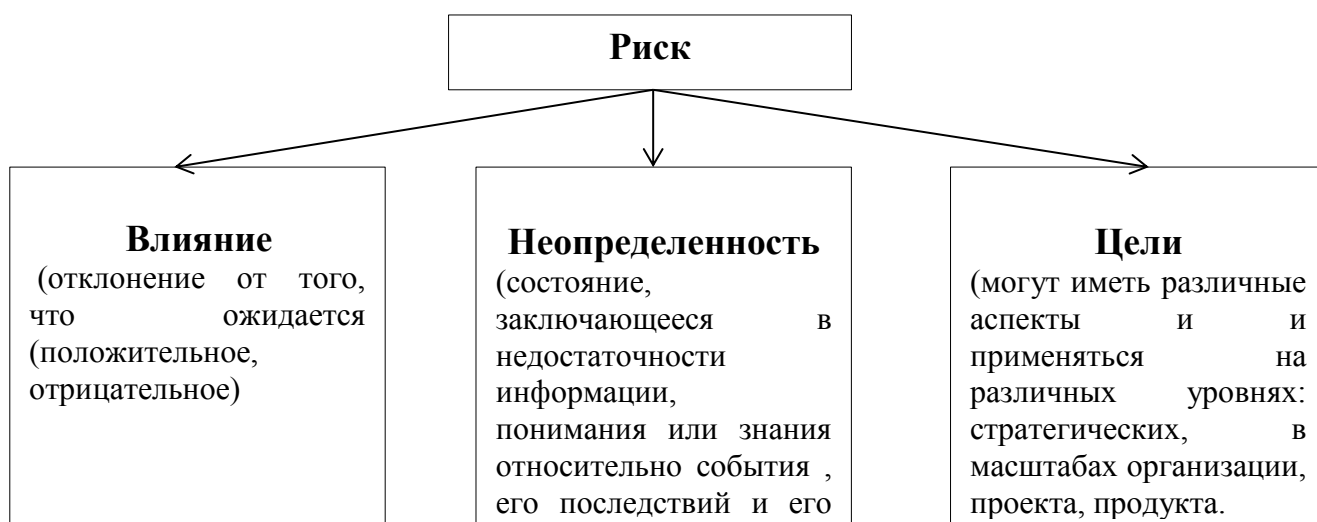 Риск
Влияние
(отклонение от того,
что ожидается
(положительное,
отрицательное)
Неопределенность
(состояние,
заключающееся в
недостаточности
информации,
понимания или знания
относительно события ,
его последствий и его
Цели
(могут иметь различные
аспекты и и
применяться на
различных уровнях:
стратегических, в
масштабах организации,
проекта, продукта.